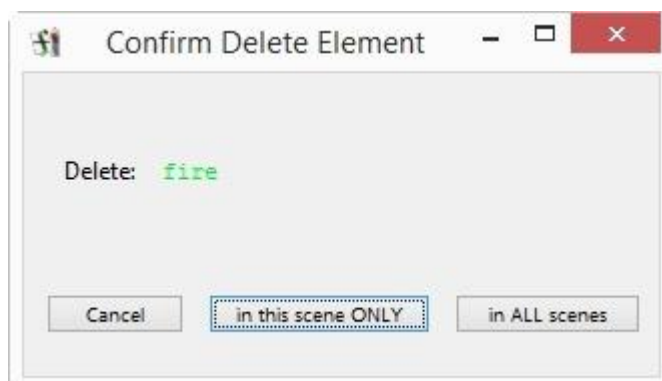 Confirm Delete Element
Delete: fire
Cancel in this scene ONLY in ALL scenes